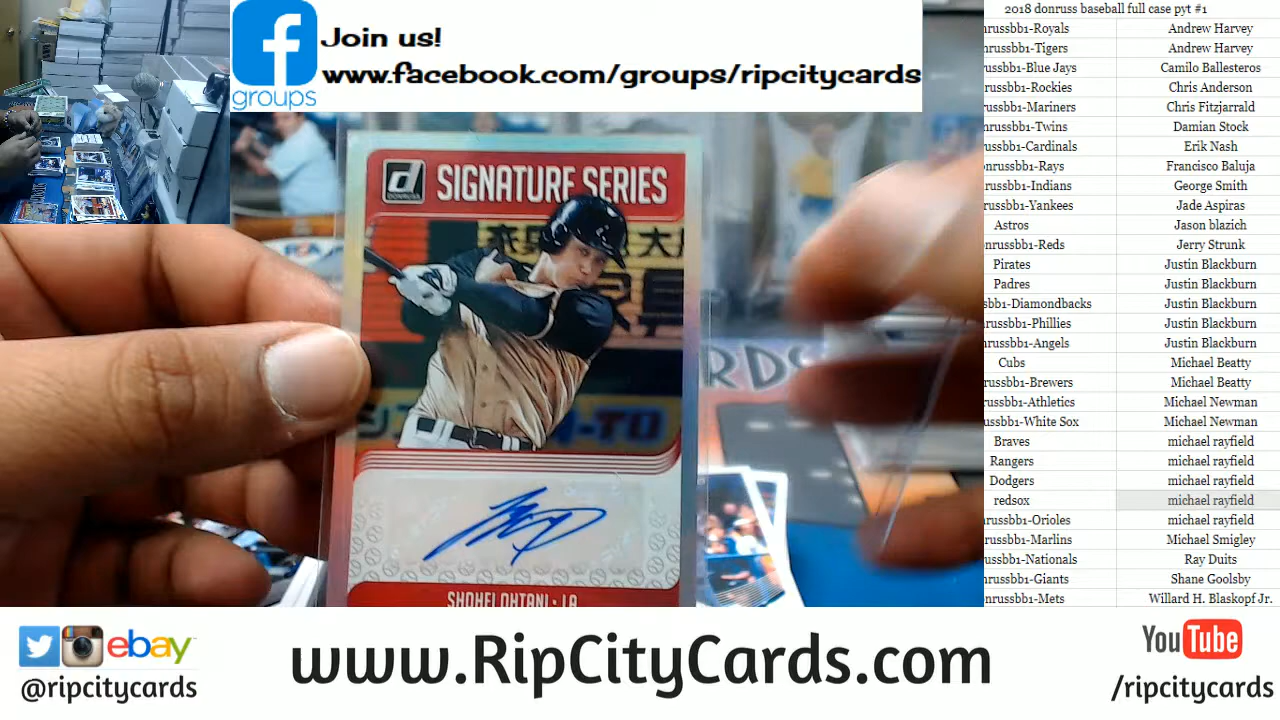 Join us!
www.facebook.com/groups/ripcitycards
groups
2018 donruss baseball full case pyt #1
nrussbb1-Royals Andrew Harvey
nrussbb1-Tigers Andrew Harvey
russbb1-Blue Jays Camilo Ballesteros
russbb1-Rockies Chris Anderson
russbb1-Mariners Chris Fitzjarrald
nrussbb1-Twins Damian Stock
russbb1-Cardinals Erik Nash
onrussbb1-Rays Francisco Baluja
nrussbb1-Indians George Smith
russbb1-Yankees Jade Aspiras
Astros Jason blazich
onrussbb1-Reds Jerry Strunk
Pirates Justin Blackburn
Padres Justin Blackburn
sbb1-Diamondbacks Justin Blackburn
russbb1-Phillies Justin Blackburn
onrussbb1-Angels Justin Blackburn
Cubs Michael Beatty
russbb1-Brewers Michael Beatty
russbb1-Athletics Michael Newman
russbb1-White Sox Michael Newman
Braves michael rayfield
Rangers michael rayfield
Dodgers michael rayfield
redsox michael rayfield
nrussbb1-Orioles michael rayfield
russbb1-Marlins Michael Smigley
russbb1-Nationals Ray Duits
nrussbb1-Giants Shane Goolsby
onrussbb1-Mets Willard H. Blaskopf Jr.
d
DONRUSS
SIGNATURE SERIES
RDS
SHOHEI OHTANI · LA
ebay
@ripcitycards
www.RipCityCards.com
YouTube
/ripcitycards